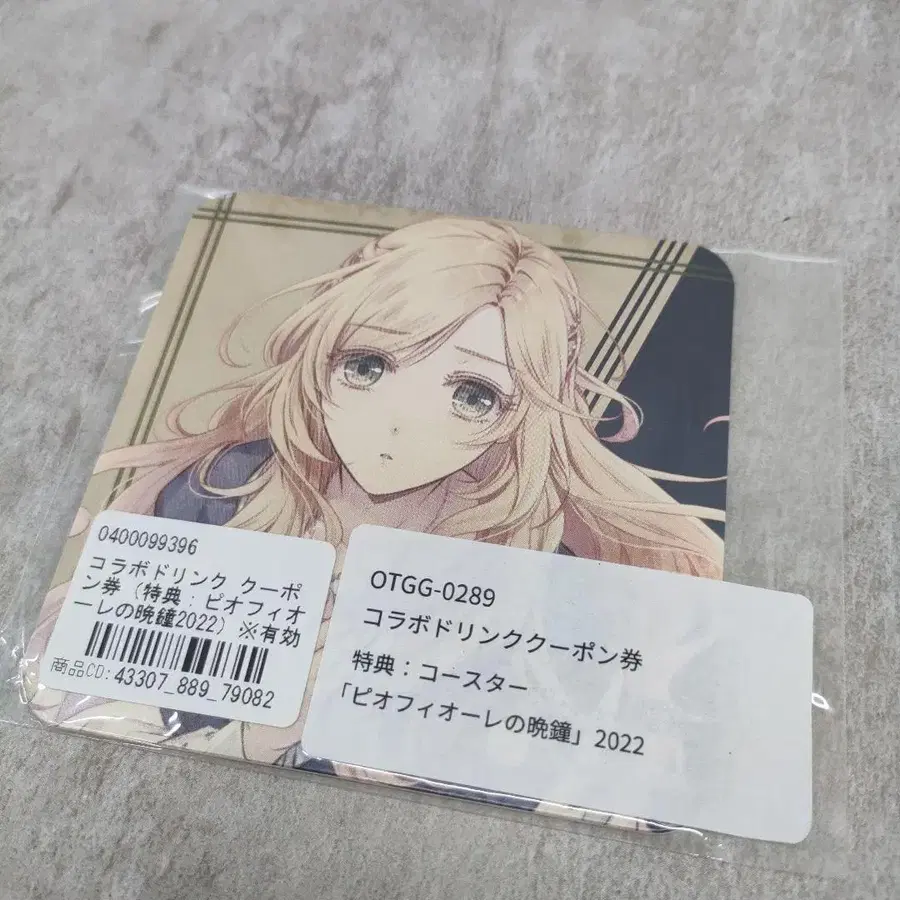 0400099396
コラボドリンク クーポ
ン券（特典：ピオフィオ
ーレの晩鐘2022）※有効
商品CD:43307_889_79082
OTGG-0289
コラボドリンククーポン券
特典：コースター
「ピオフィオーレの晩鐘」2022